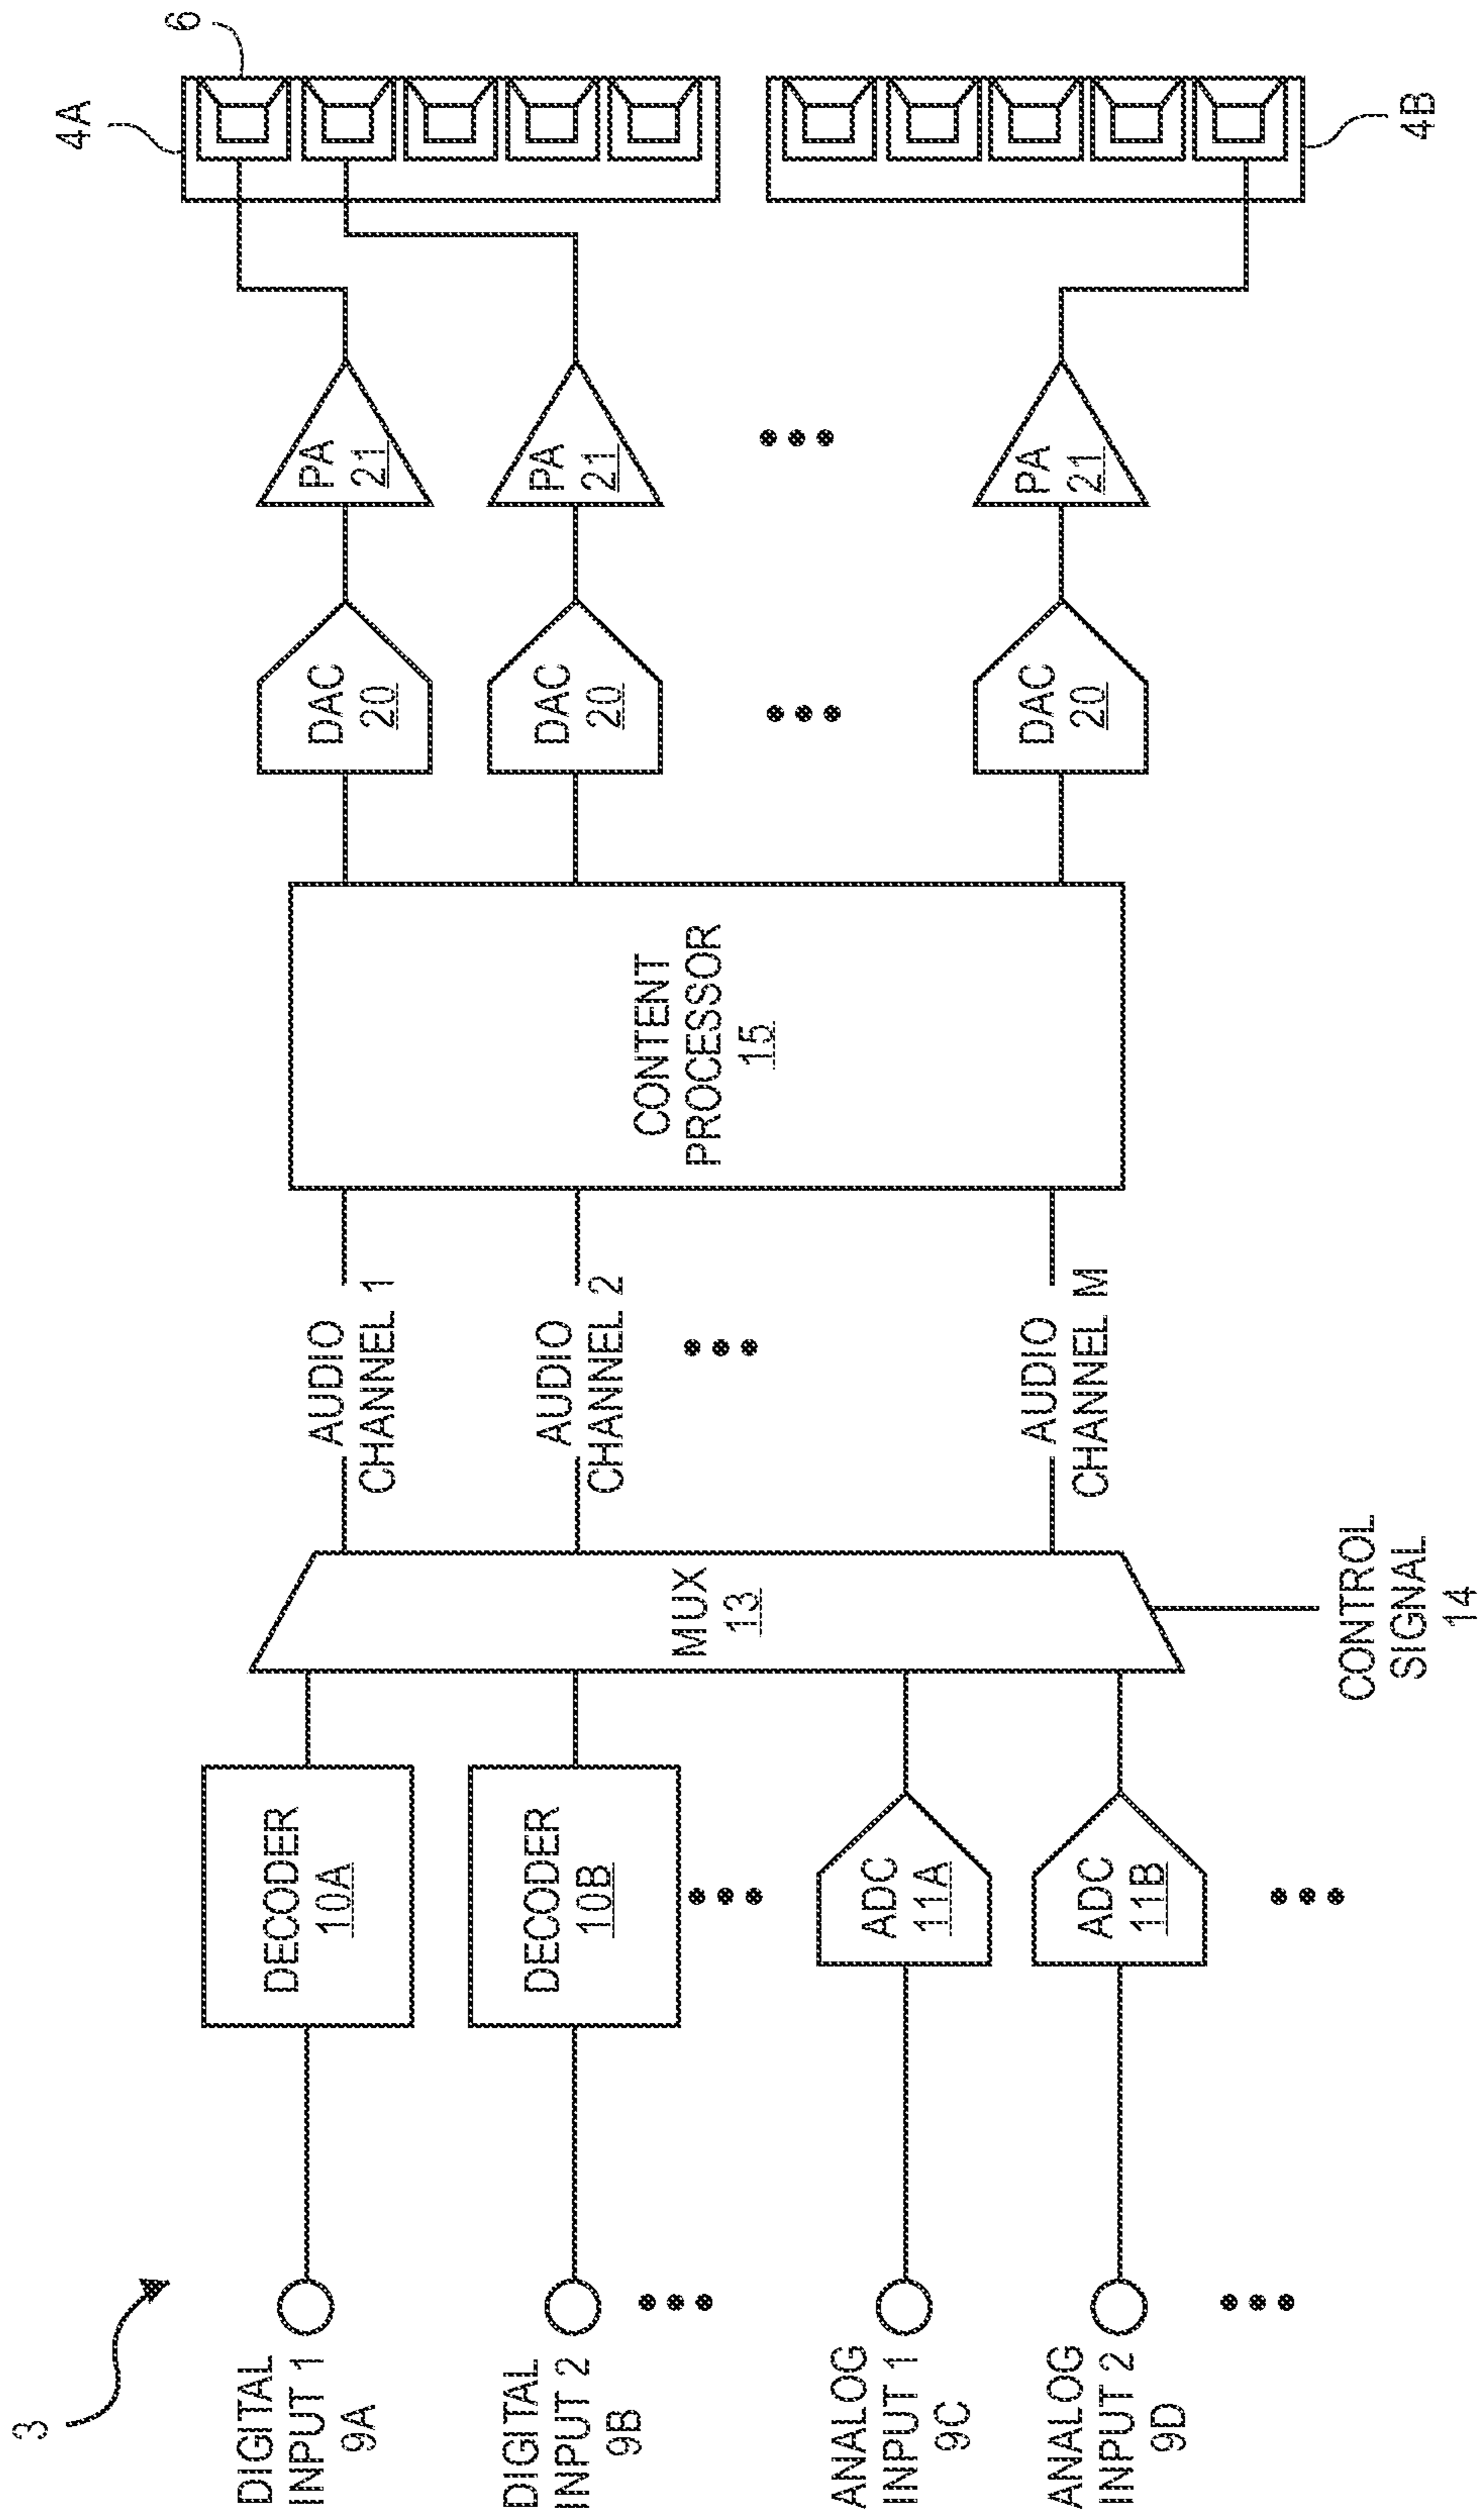 3
DIGITAL
INPUT 1
9A
DIGITAL
INPUT 2
9B
ANALOG
INPUT 1
9C
ANALOG
INPUT 2
9D
DECODER
10A
DECODER
10B
ADC
11A
ADC
11B
MUX
13
CONTROL
SIGNAL
14
AUDIO
CHANNEL 1
AUDIO
CHANNEL 2
AUDIO
CHANNEL M
CONTENT
PROCESSOR
15
DAC
20
DAC
20
DAC
20
PA
21
PA
21
PA
21
4A
6
4B